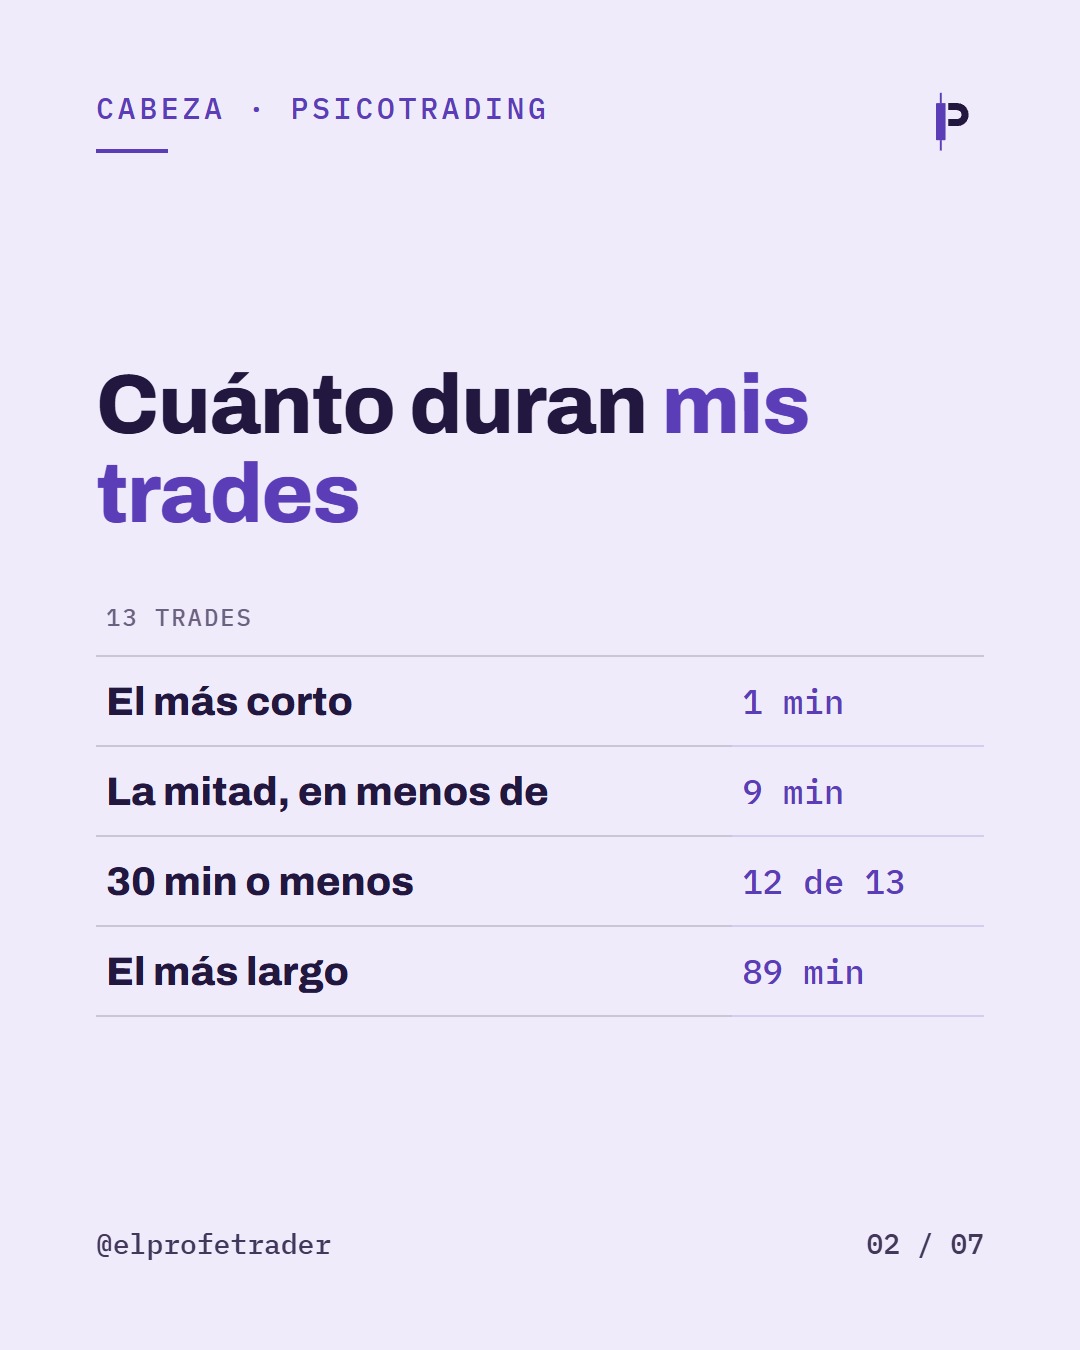 CABEZA · PSICOTRADING
Cuánto duran mis
trades
13 TRADES
El más corto 1 min
La mitad, en menos de 9 min
30 min o menos 12 de 13
El más largo 89 min
@elprofetrader 02 / 07